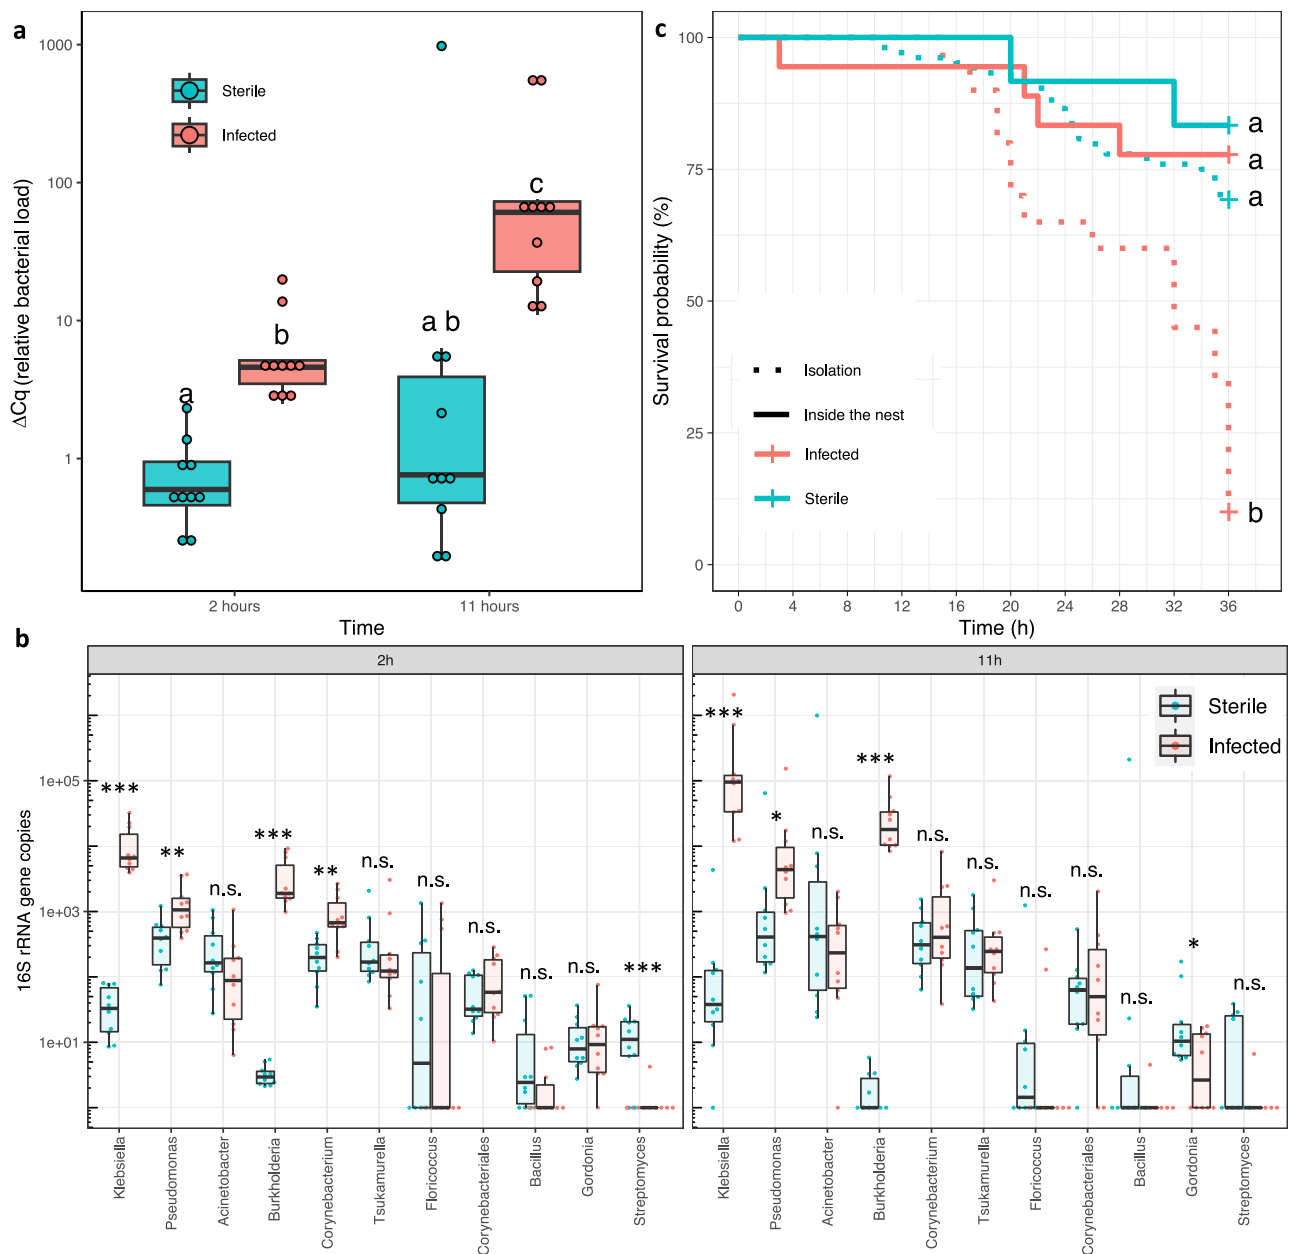 a
1000
100
10
1
ΔCq (relative bacterial load)
Sterile
Infected
a
b
a b
c
2 hours
11 hours
Time
c
100
75
50
25
0
Survival probability (%)
Isolation
Inside the nest
Infected
Sterile
a
a
a
b
0
4
8
12
16
20
24
28
32
36
Time (h)
b
2h
11h
1e+05
1e+03
1e+01
16S rRNA gene copies
***
**
n.s.
***
**
n.s.
n.s.
n.s.
n.s.
n.s.
***
***
*
n.s.
***
n.s.
n.s.
n.s.
n.s.
n.s.
*
n.s.
Sterile
Infected
Klebsiella
Pseudomonas
Acinetobacter
Burkholderia
Corynebacterium
Tsukamurella
Floricoccus
Corynebacteriales
Bacillus
Gordonia
Streptomyces
Klebsiella
Pseudomonas
Acinetobacter
Burkholderia
Corynebacterium
Tsukamurella
Floricoccus
Corynebacteriales
Bacillus
Gordonia
Streptomyces